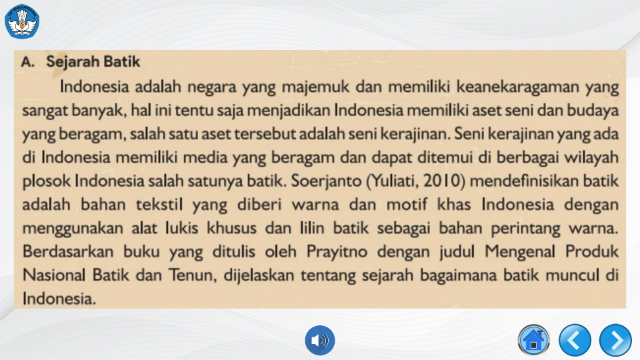 A. Sejarah Batik
Indonesia adalah negara yang majemuk dan memiliki keanekaragaman yang
sangat banyak, hal ini tentu saja menjadikan Indonesia memiliki aset seni dan budaya
yang beragam, salah satu aset tersebut adalah seni kerajinan. Seni kerajinan yang ada
di Indonesia memiliki media yang beragam dan dapat ditemui di berbagai wilayah
plosok Indonesia salah satunya batik. Soerjanto (Yuliati, 2010) mendefinisikan batik
adalah bahan tekstil yang diberi warna dan motif khas Indonesia dengan
menggunakan alat lukis khusus dan lilin batik sebagai bahan perintang warna.
Berdasarkan buku yang ditulis oleh Prayitno dengan judul Mengenal Produk
Nasional Batik dan Tenun, dijelaskan tentang sejarah bagaimana batik muncul di
Indonesia.